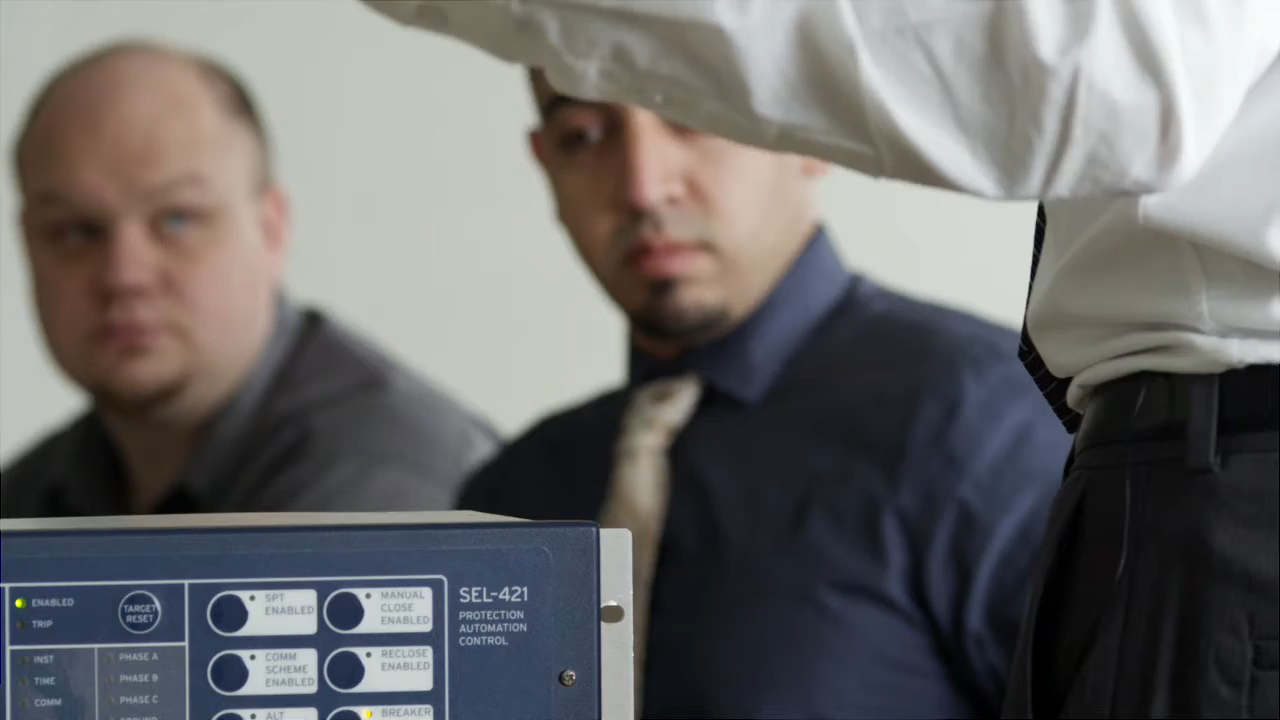 ENABLED
TRIP
TARGET
RESET
INST
TIME
COMM
PHASE A
PHASE B
PHASE C
SPT
ENABLED
MANUAL
CLOSE
ENABLED
COMM
SCHEME
ENABLED
RECLOSE
ENABLED
ALT
BREAKER
SEL-421
PROTECTION
AUTOMATION
CONTROL